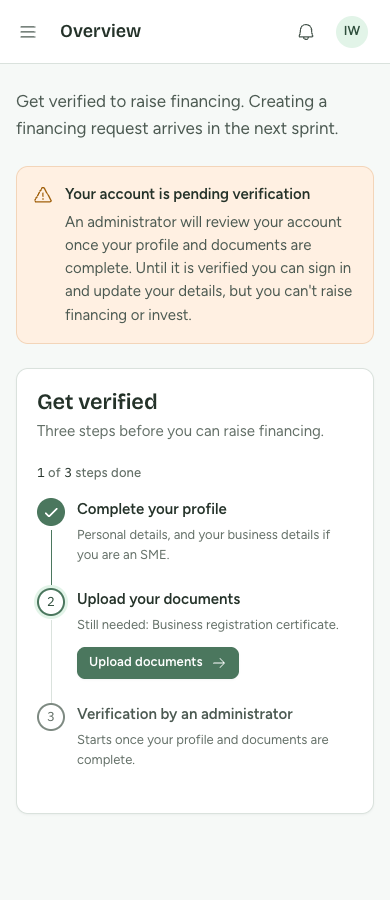 Overview
IW
Get verified to raise financing. Creating a
financing request arrives in the next sprint.
Your account is pending verification
An administrator will review your account
once your profile and documents are
complete. Until it is verified you can sign in
and update your details, but you can't raise
financing or invest.
Get verified
Three steps before you can raise financing.
1 of 3 steps done
Complete your profile
Personal details, and your business details if
you are an SME.
2
Upload your documents
Still needed: Business registration certificate.
Upload documents
3
Verification by an administrator
Starts once your profile and documents are
complete.